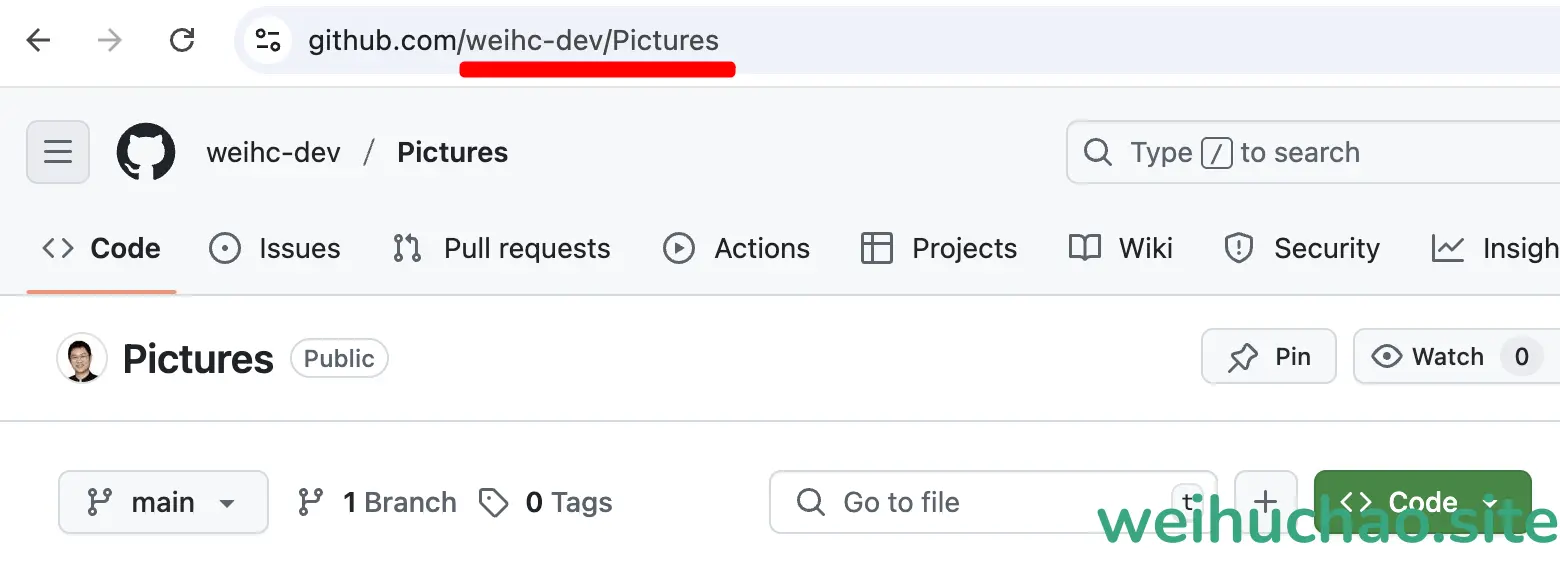 github.com/weihc-dev/Pictures
weihc-dev / Pictures
Type / to search
Code Issues Pull requests Actions Projects Wiki Security Insigh
Pictures Public Pin Watch 0
main 1 Branch 0 Tags Go to file t + Code
weihuchao.site